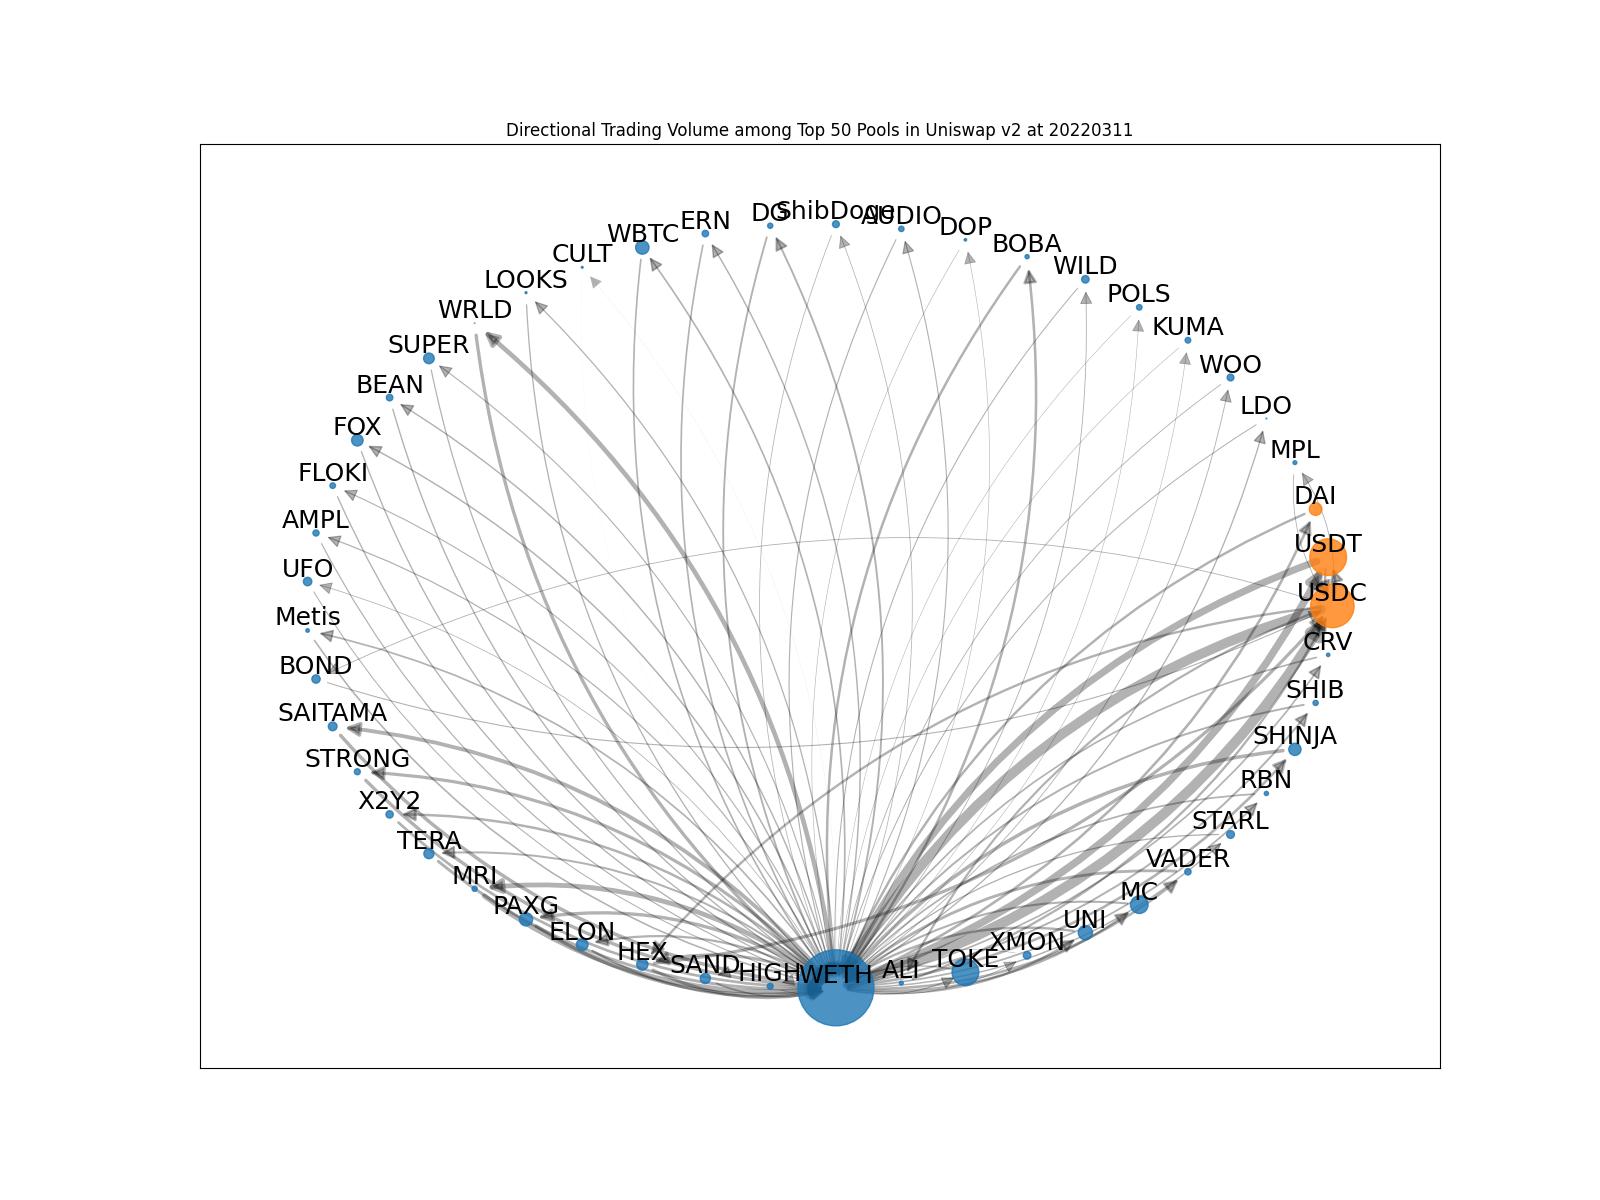 Directional Trading Volume among Top 50 Pools in Uniswap v2 at 20220311
ShibDoge
DG
AUDIO
ERN
DOP
WBTC
BOBA
CULT
WILD
LOOKS
POLS
WRLD
KUMA
SUPER
WOO
BEAN
LDO
FOX
MPL
FLOKI
DAI
AMPL
USDT
UFO
USDC
Metis
CRV
BOND
SHIB
SAITAMA
SHINJA
STRONG
RBN
X2Y2
STARL
TERA
VADER
MRI
MC
PAXG
UNI
ELON
XMON
HEX
TOKE
SAND
ALI
HIGH
WETH